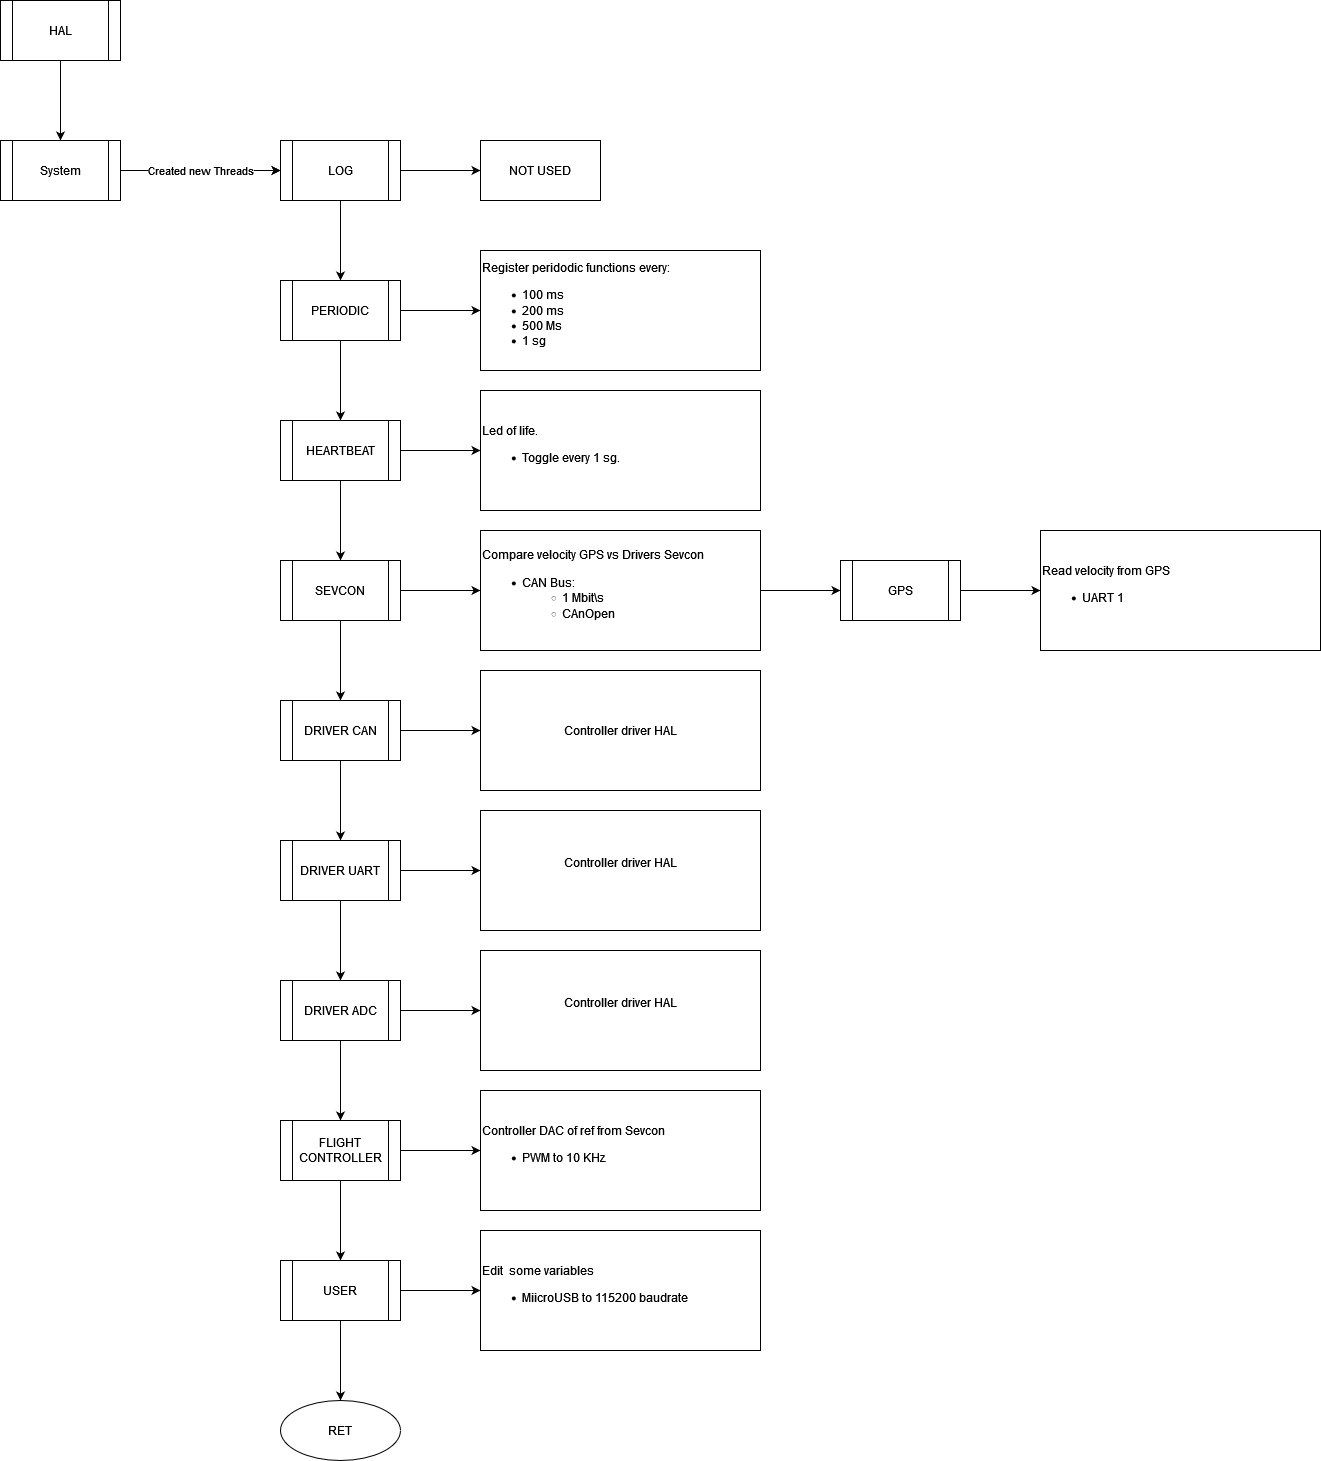 HAL
System
Created new Threads
LOG
NOT USED
PERIODIC
Register peridodic functions every:
100 ms
200 ms
500 Ms
1 sg
HEARTBEAT
Led of life.
Toggle every 1 sg.
SEVCON
Compare velocity GPS vs Drivers Sevcon
CAN Bus:
1 Mbit\s
CAnOpen
GPS
Read velocity from GPS
UART 1
DRIVER CAN
Controller driver HAL
DRIVER UART
Controller driver HAL
DRIVER ADC
Controller driver HAL
FLIGHT
CONTROLLER
Controller DAC of ref from Sevcon
PWM to 10 KHz
USER
Edit  some variables
MiicroUSB to 115200 baudrate
RET